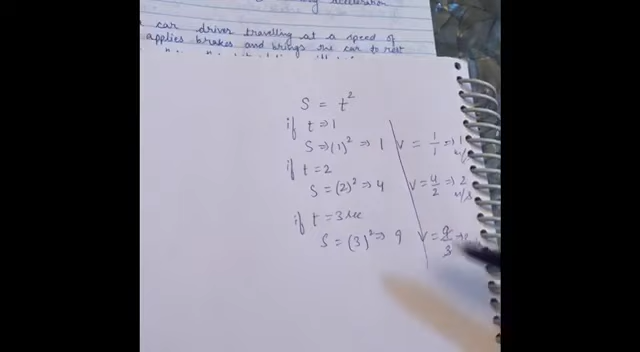 acceleration
car driver travelling at a speed of
applies brakes and brings the car to rest
S = t²
if t ⇒ 1
S ⇒ (1)² ⇒ 1 V = 1/1 ⇒ 1 m/s
if t = 2
S = (2)² ⇒ 4 V = 4/2 ⇒ 2 m/s
if t = 3 sec
S = (3)² ⇒ 9 V = 9/3 ⇒